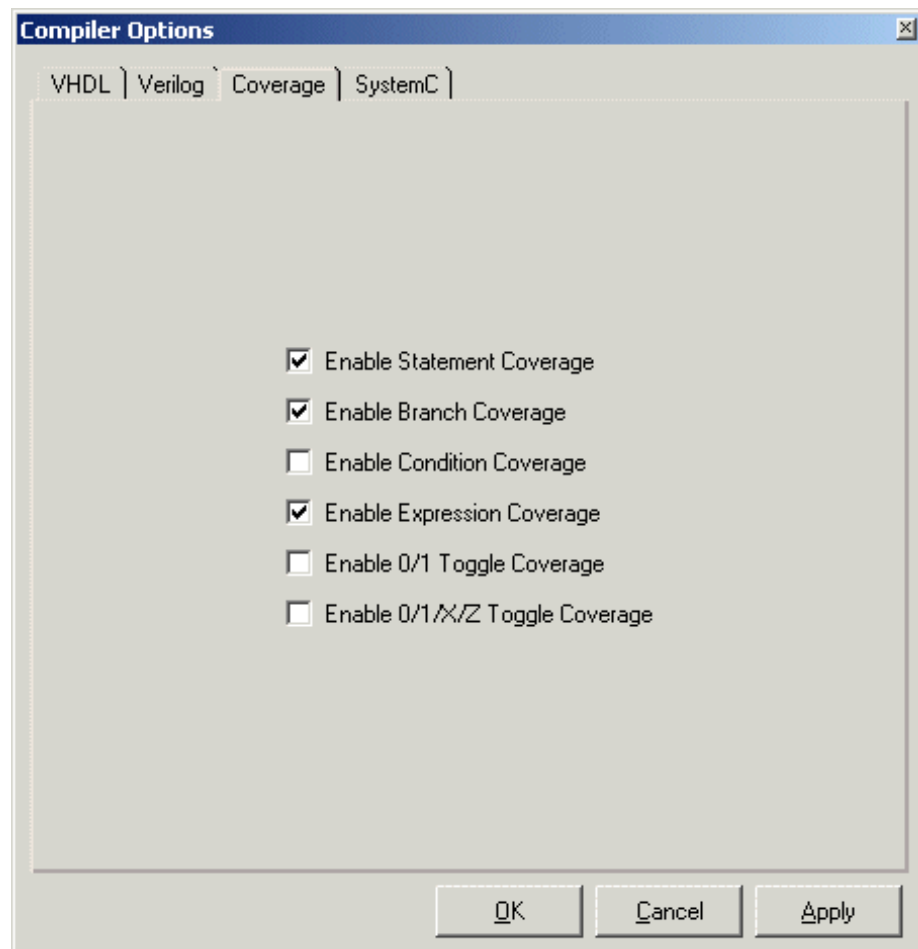 Compiler Options
VHDL Verilog Coverage SystemC
Enable Statement Coverage
Enable Branch Coverage
Enable Condition Coverage
Enable Expression Coverage
Enable 0/1 Toggle Coverage
Enable 0/1/X/Z Toggle Coverage
OK Cancel Apply